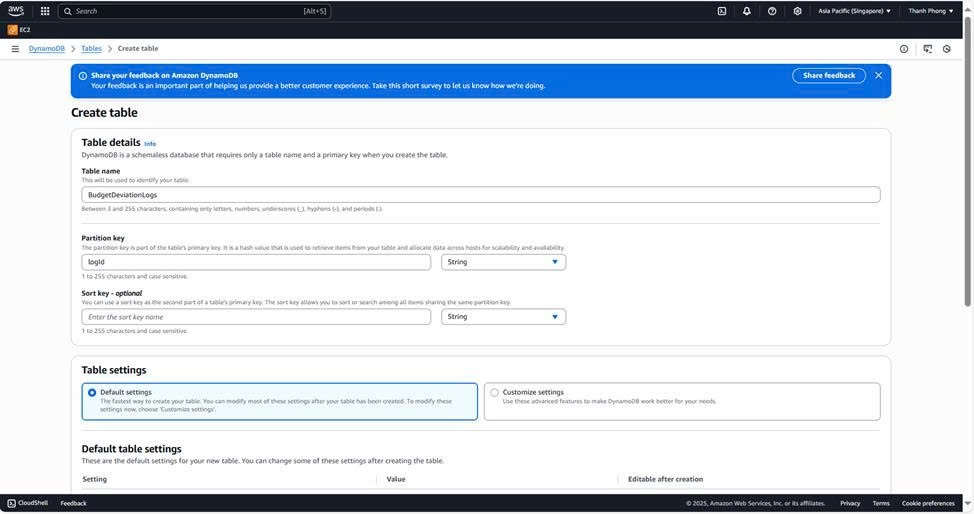 aws
Search [Alt+S] Asia Pacific (Singapore) Thanh Phong
EC2
DynamoDB Tables Create table
Share your feedback on Amazon DynamoDB
Your feedback is an important part of helping us provide a better customer experience. Take this short survey to let us know how we're doing.
Share feedback
Create table
Table details Info
DynamoDB is a schemaless database that requires only a table name and a primary key when you create the table.
Table name
This will be used to identify your table.
BudgetDeviationLogs
Between 3 and 255 characters, containing only letters, numbers, underscores (_), hyphens (-), and periods (.).
Partition key
The partition key is part of the table's primary key. It is a hash value that is used to retrieve items from your table and allocate data across hosts for scalability and availability.
logId String
1 to 255 characters and case sensitive.
Sort key - optional
You can use a sort key as the second part of a table's primary key. The sort key allows you to sort or search among all items sharing the same partition key.
Enter the sort key name String
1 to 255 characters and case sensitive.
Table settings
Default settings
The fastest way to create your table. You can modify most of these settings after your table has been created. To modify these
settings now, choose 'Customize settings'.
Customize settings
Use these advanced features to make DynamoDB work better for your needs.
Default table settings
These are the default settings for your new table. You can change some of these settings after creating the table.
Setting Value Editable after creation
CloudShell Feedback © 2025, Amazon Web Services, Inc. or its affiliates. Privacy Terms Cookie preferences